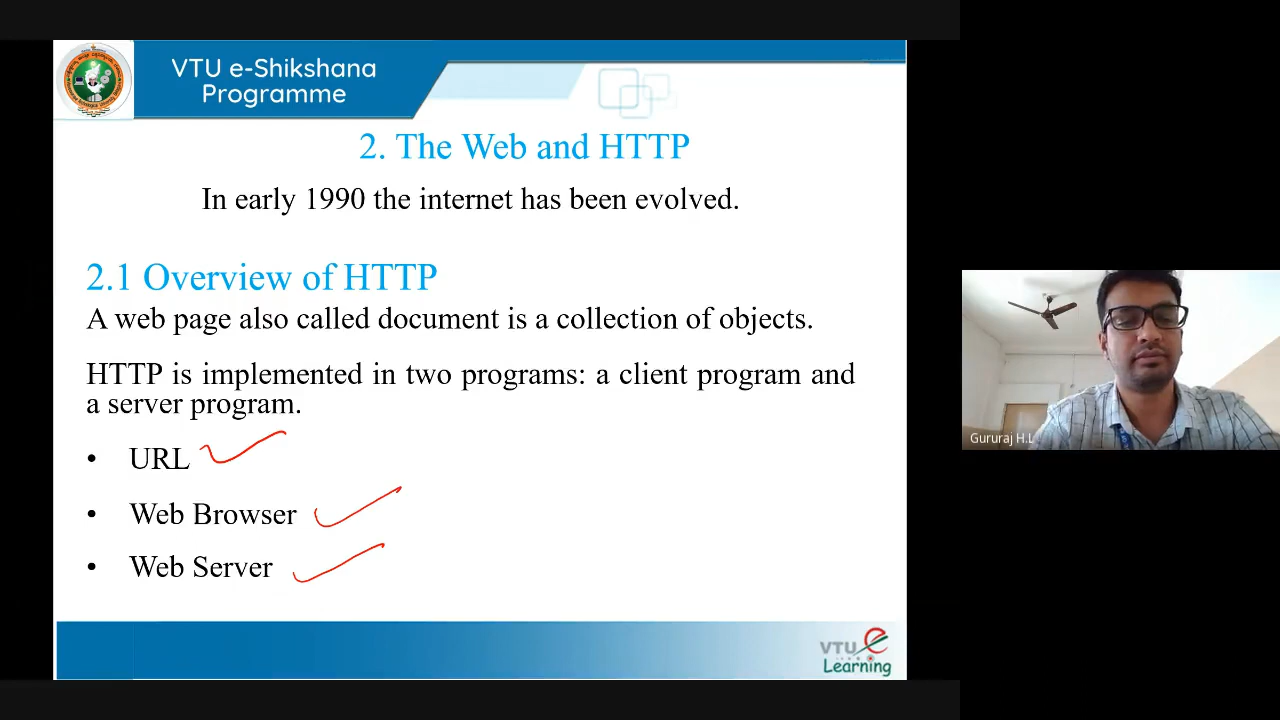 VTU e-Shikshana
Programme
2. The Web and HTTP
In early 1990 the internet has been evolved.
2.1 Overview of HTTP
A web page also called document is a collection of objects.
HTTP is implemented in two programs: a client program and
a server program.
• URL
• Web Browser
• Web Server
Gururaj H.L
VTU e
Learning